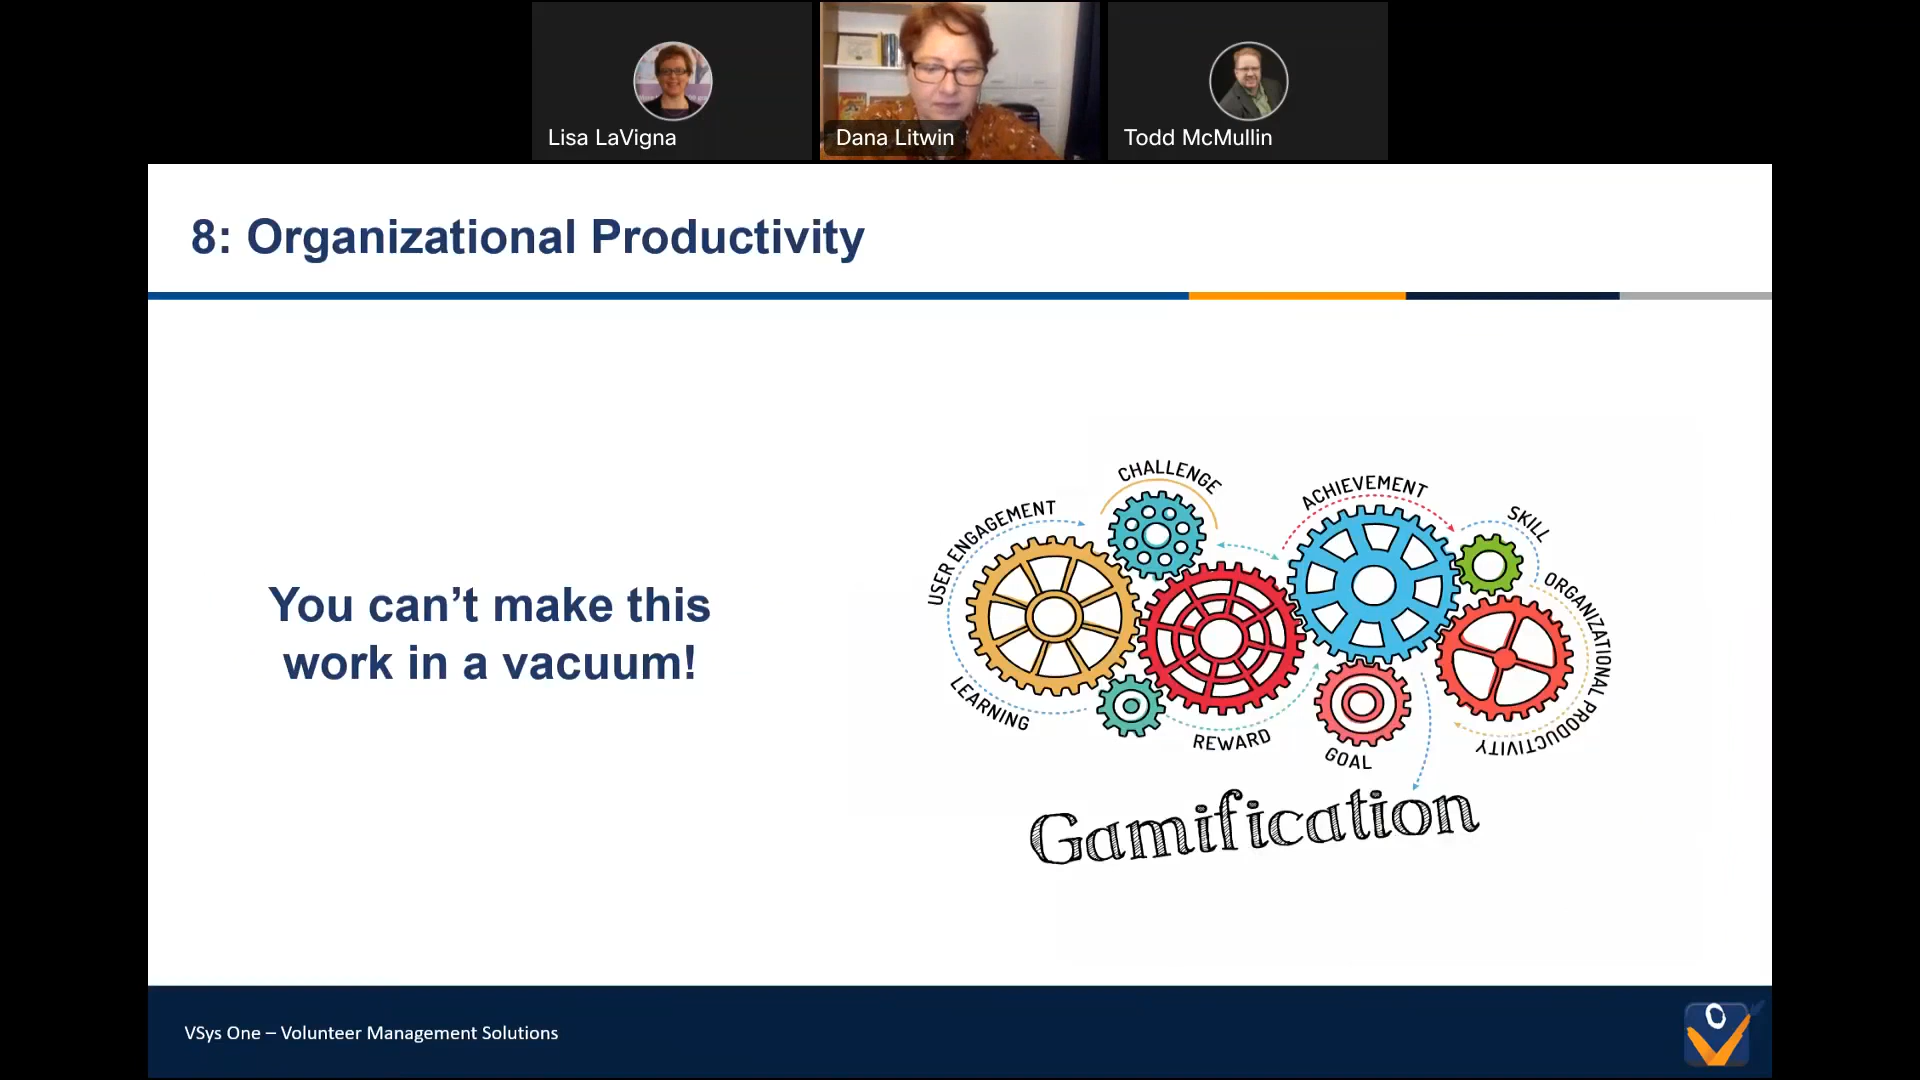 Lisa LaVigna
Dana Litwin
Todd McMullin
8: Organizational Productivity
You can’t make this
work in a vacuum!
USER ENGAGEMENT
CHALLENGE
ACHIEVEMENT
SKILL
ORGANIZATIONAL PRODUCTIVITY
LEARNING
REWARD
GOAL
Gamification
VSys One – Volunteer Management Solutions